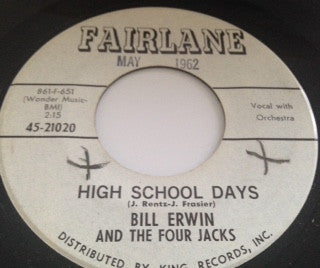 FAIRLANE
MAY 1962
861-F-651
(Wonder Music-
BMI)
2:15
45-21020
Vocal with
Orchestra
HIGH SCHOOL DAYS
(J. Rentz-J. Frasier)
BILL ERWIN
AND THE FOUR JACKS
DISTRIBUTED BY KING RECORDS, INC.